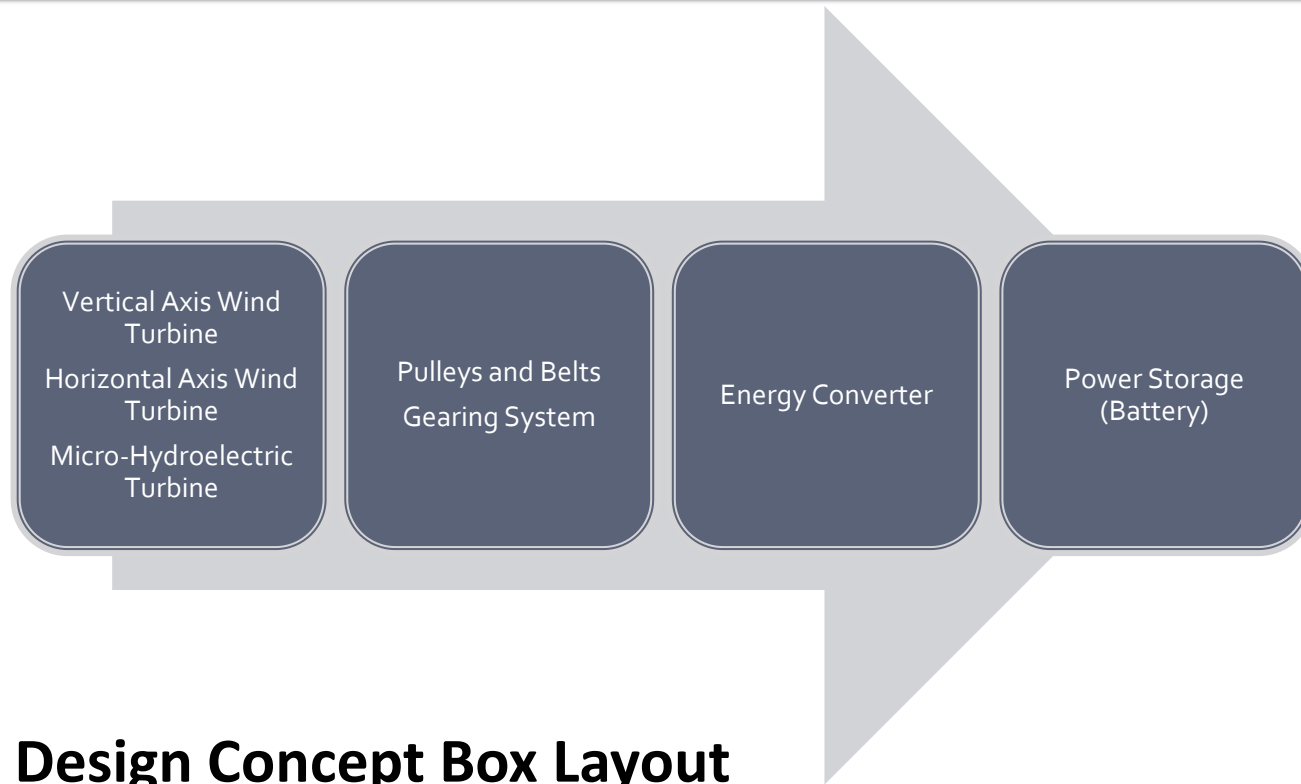 Vertical Axis Wind
Turbine
Horizontal Axis Wind
Turbine
Micro-Hydroelectric
Turbine
Pulleys and Belts
Gearing System
Energy Converter
Power Storage
(Battery)
Design Concept Box Layout